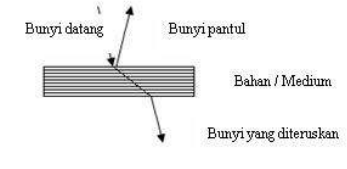 Bunyi datang
Bunyi pantul
Bahan / Medium
Bunyi yang diteruskan